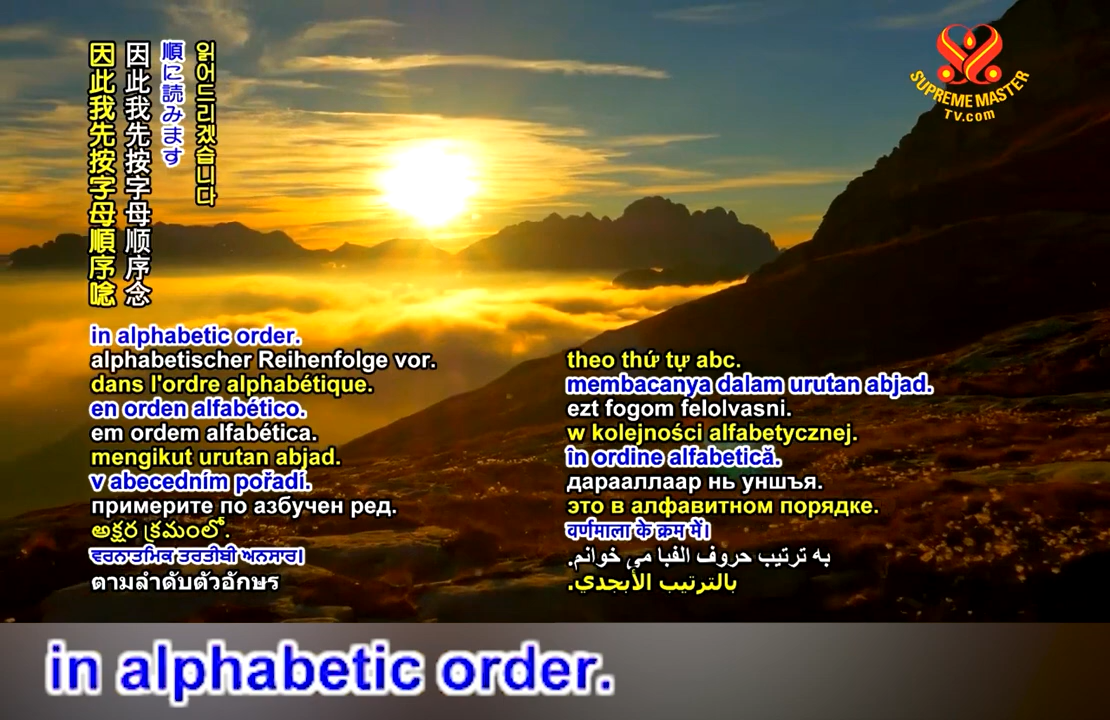 因此我先按字母順序唸
因此我先按字母顺序念
順に読みます
읽어드리겠습니다
SUPREME MASTER
TV.com
in alphabetic order.
alphabetischer Reihenfolge vor.
dans l'ordre alphabétique.
en orden alfabético.
em ordem alfabética.
mengikut urutan abjad.
v abecedním pořadí.
примерите по азбучен ред.
అక్షర క్రమంలో.
ਵਰਨਾਤਮਿਕ ਤਰਤੀਬੀ ਅਨਸਾਰ।
ตามลำดับตัวอักษร
theo thứ tự abc.
membacanya dalam urutan abjad.
ezt fogom felolvasni.
w kolejności alfabetycznej.
în ordine alfabetică.
дарааллаар нь уншъя.
это в алфавитном порядке.
वर्णमाला के क्रम में।
به ترتیب حروف الفبا می خوانم.
بالترتيب الأبجدي.
in alphabetic order.